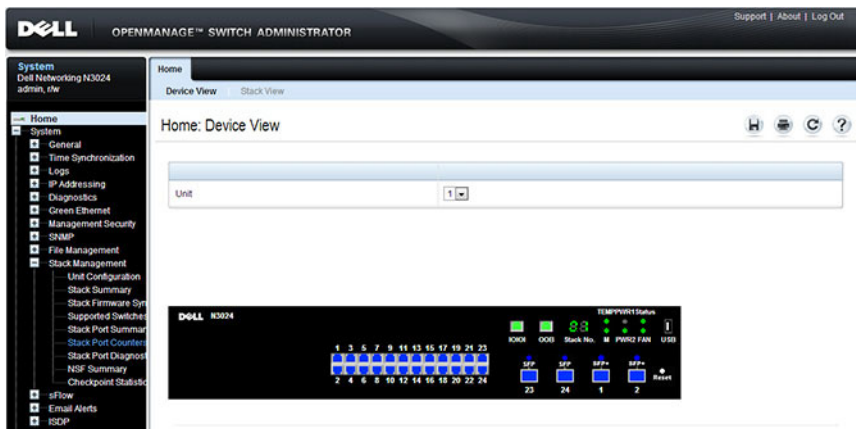 Support | About | Log Out
DELL OPENMANAGE™ SWITCH ADMINISTRATOR
System
Dell Networking N3024
admin, r/w
Home
System
General
Time Synchronization
Logs
IP Addressing
Diagnostics
Green Ethernet
Management Security
SNMP
File Management
Stack Management
Unit Configuration
Stack Summary
Stack Firmware Syn
Supported Switches
Stack Port Summar
Stack Port Counters
Stack Port Diagnost
NSF Summary
Checkpoint Statistic
sFlow
Email Alerts
ISDP
Home
Device View Stack View
Home: Device View
Unit 1
DELL N3024
TEMP PWR1 Status
IOIOI OOB Stack No. M PWR2 FAN USB
1 3 5 7 9 11 13 15 17 19 21 23
2 4 6 8 10 12 14 16 18 20 22 24
SFP SFP SFP+ SFP+
23 24 1 2
Reset